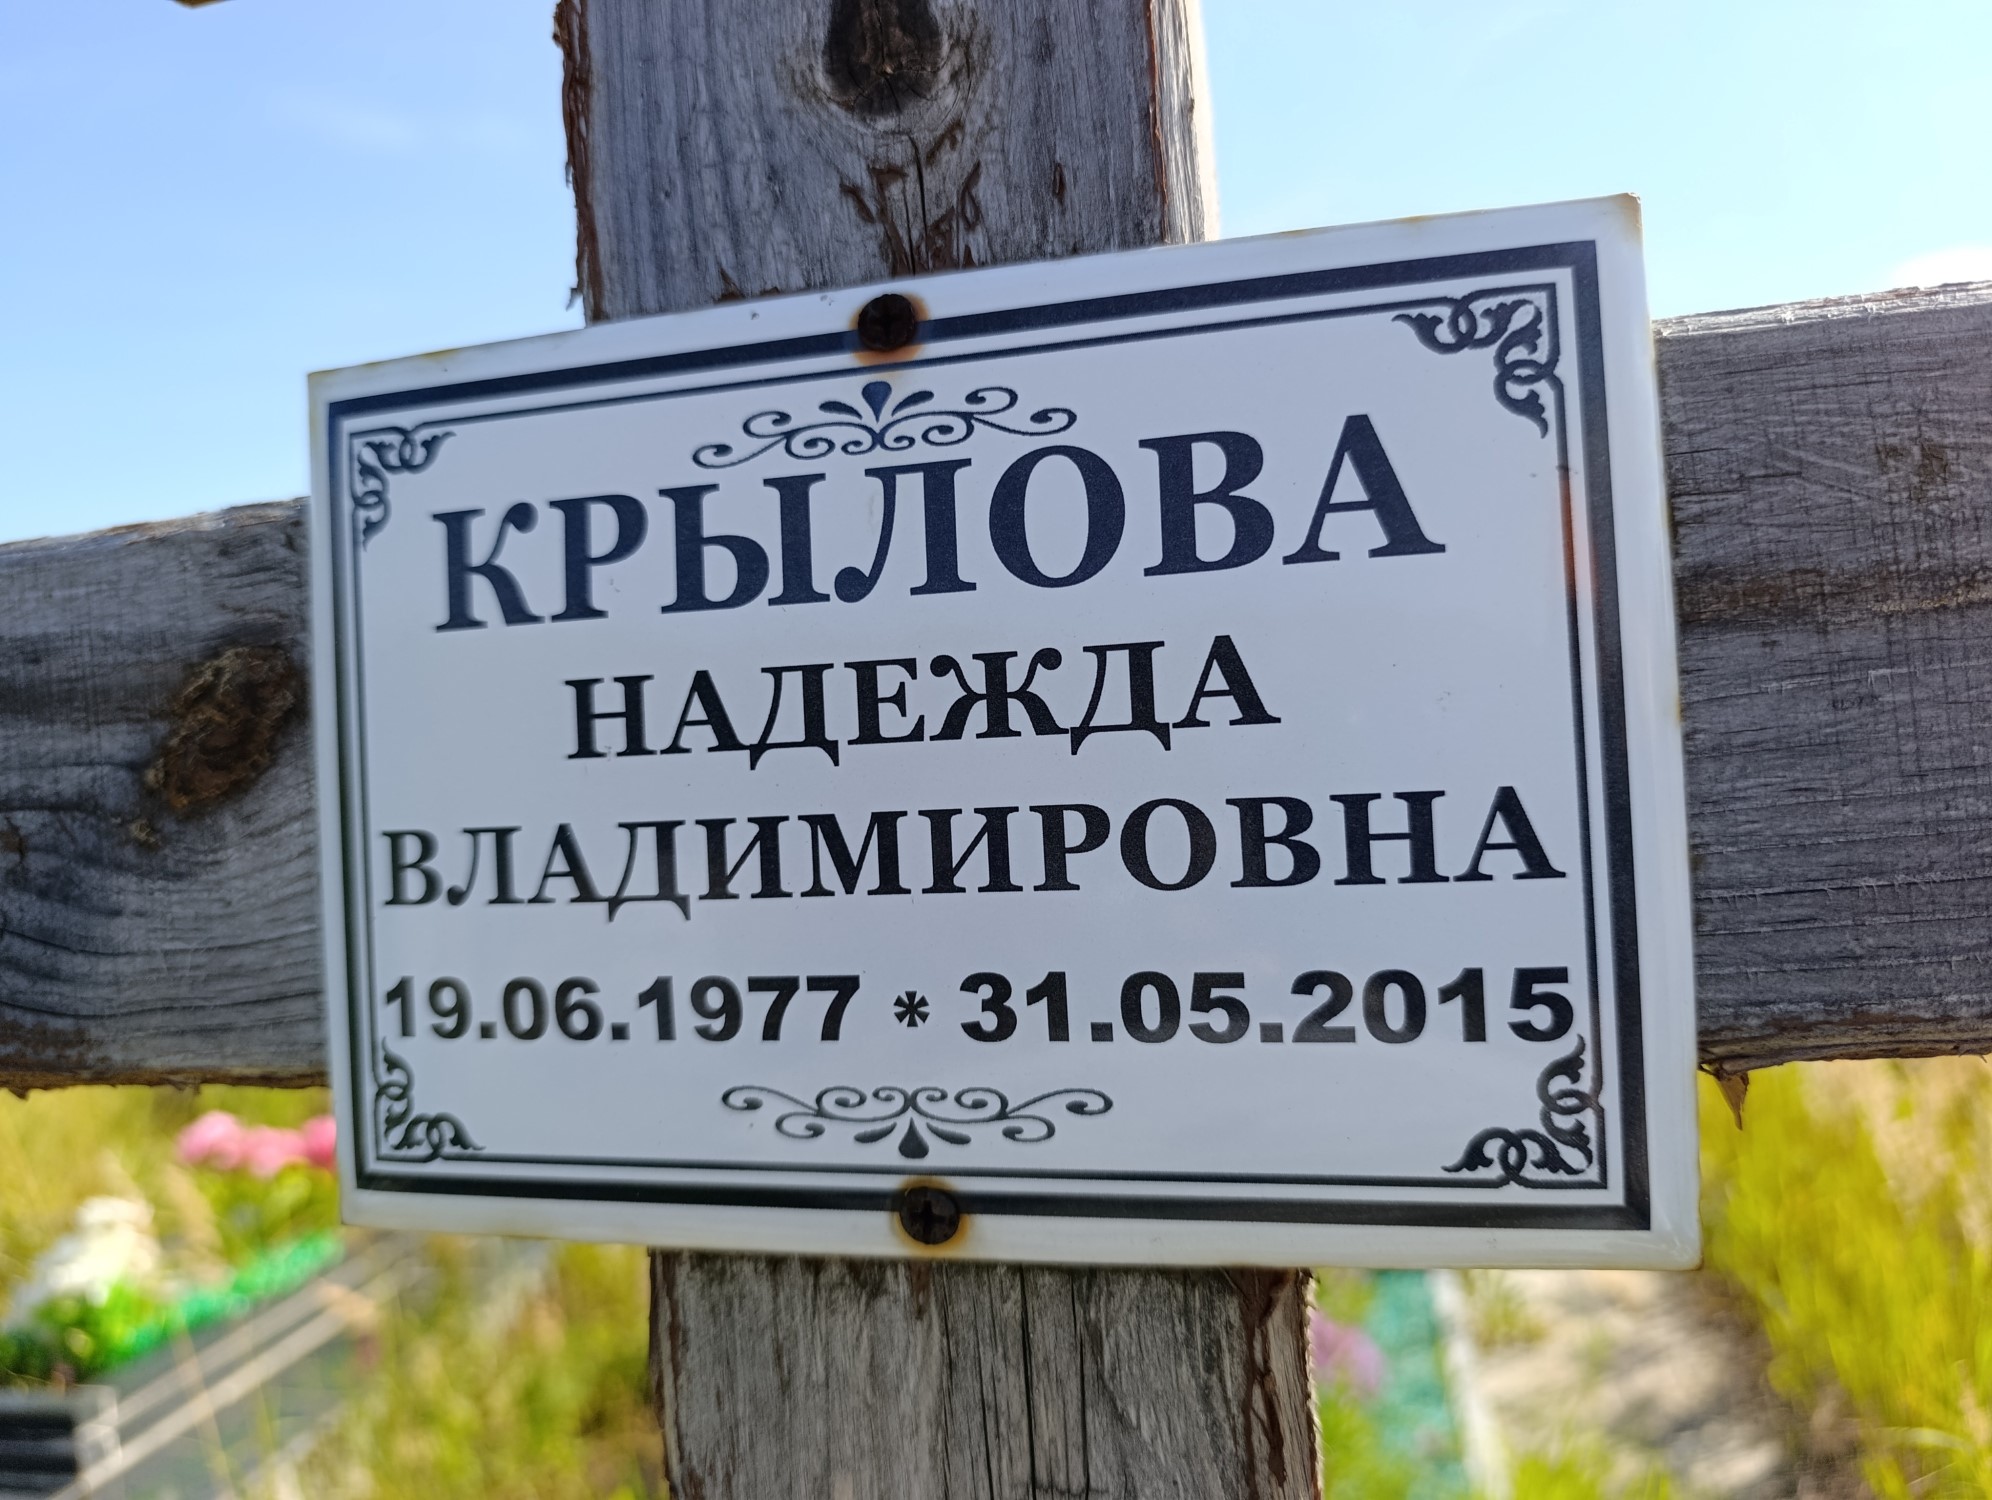 КРЫЛОВА
НАДЕЖДА
ВЛАДИМИРОВНА
19.06.1977 * 31.05.2015